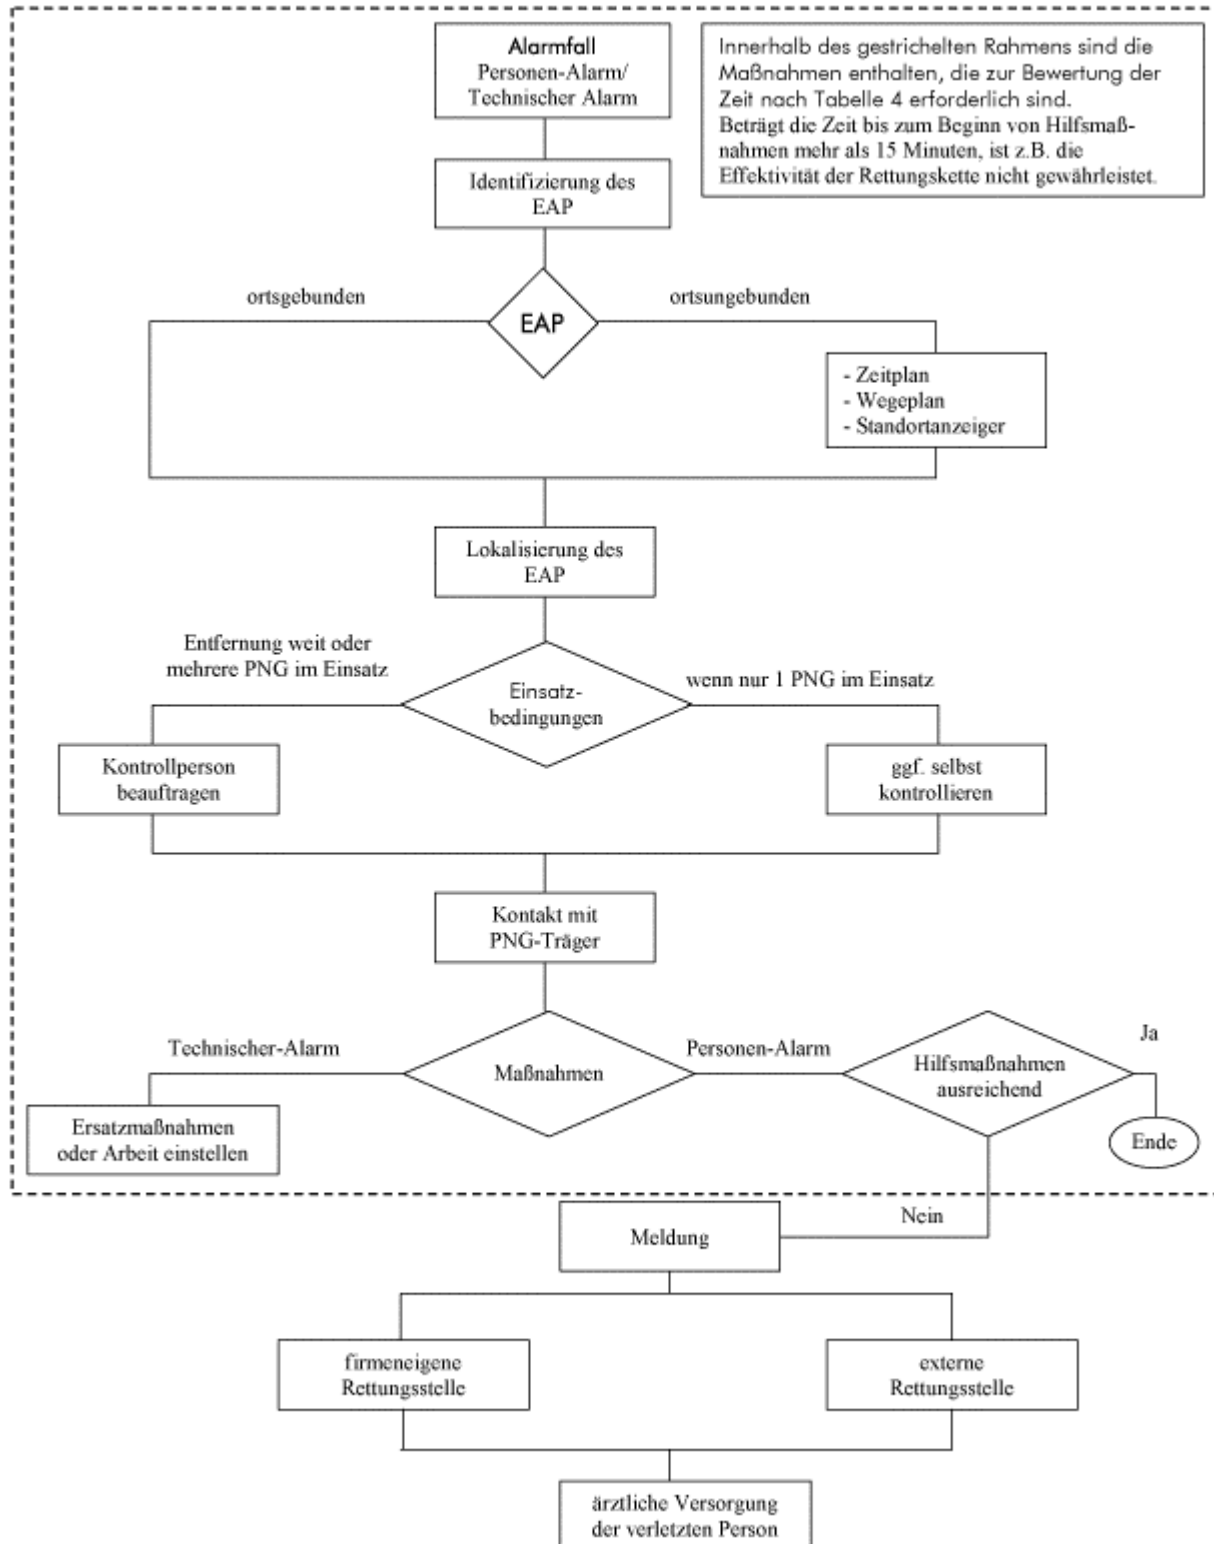 Alarmfall
Personen-Alarm/
Technischer Alarm
Innerhalb des gestrichelten Rahmens sind die
Maßnahmen enthalten, die zur Bewertung der
Zeit nach Tabelle 4 erforderlich sind.
Beträgt die Zeit bis zum Beginn von Hilfsmaß-
nahmen mehr als 15 Minuten, ist z.B. die
Effektivität der Rettungskette nicht gewährleistet.
Identifizierung des
EAP
ortsgebunden
EAP
ortsungebunden
- Zeitplan
- Wegeplan
- Standortanzeiger
Lokalisierung des
EAP
Entfernung weit oder
mehrere PNG im Einsatz
Einsatz-
bedingungen
wenn nur 1 PNG im Einsatz
Kontrollperson
beauftragen
ggf. selbst
kontrollieren
Kontakt mit
PNG-Träger
Technischer-Alarm
Maßnahmen
Personen-Alarm
Hilfsmaßnahmen
ausreichend
Ja
Ersatzmaßnahmen
oder Arbeit einstellen
Ende
Nein
Meldung
firmeneigene
Rettungsstelle
externe
Rettungsstelle
ärztliche Versorgung
der verletzten Person